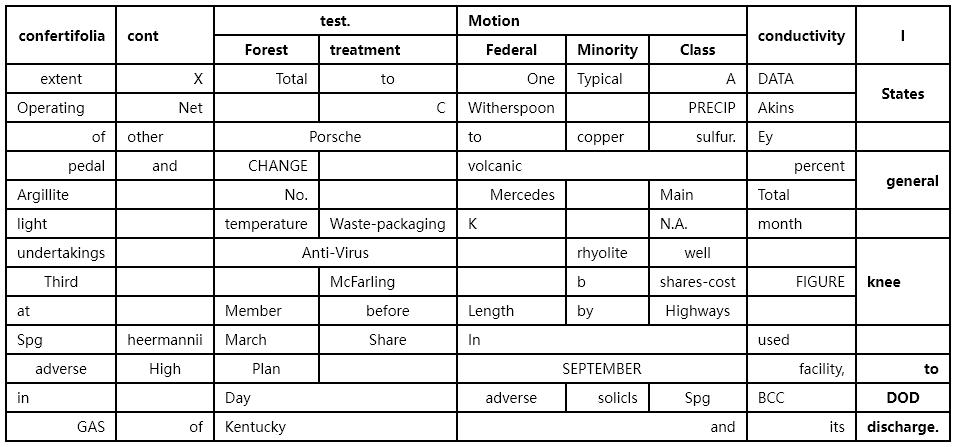 confertifolia cont test. Motion conductivity I
Forest treatment Federal Minority Class
extent X Total to One Typical A DATA States
Operating Net C Witherspoon PRECIP Akins
of other Porsche to copper sulfur. Ey
pedal and CHANGE volcanic percent general
Argillite No. Mercedes Main Total
light temperature Waste-packaging K N.A. month
undertakings Anti-Virus rhyolite well knee
Third McFarling b shares-cost FIGURE
at Member before Length by Highways
Spg heermannii March Share In used
adverse High Plan SEPTEMBER facility, to
in Day adverse solicls Spg BCC DOD
GAS of Kentucky and its discharge.